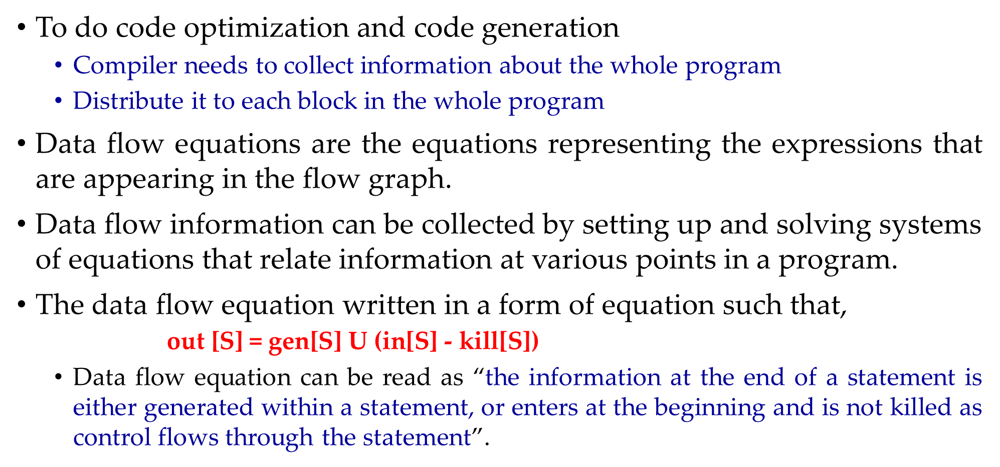 • To do code optimization and code generation
• Compiler needs to collect information about the whole program
• Distribute it to each block in the whole program
• Data flow equations are the equations representing the expressions that
are appearing in the flow graph.
• Data flow information can be collected by setting up and solving systems
of equations that relate information at various points in a program.
• The data flow equation written in a form of equation such that,
out [S] = gen[S] U (in[S] - kill[S])
• Data flow equation can be read as “the information at the end of a statement is
either generated within a statement, or enters at the beginning and is not killed as
control flows through the statement”.